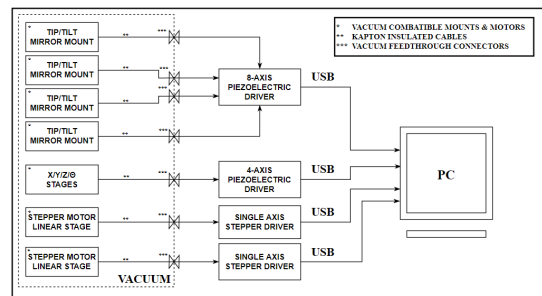 * TIP/TILT
MIRROR MOUNT
** ***
* TIP/TILT
MIRROR MOUNT
** ***
* TIP/TILT
MIRROR MOUNT
** ***
* TIP/TILT
MIRROR MOUNT
** ***
8-AXIS
PIEZOELECTRIC
DRIVER
USB
* VACUUM COMBATIBLE MOUNTS & MOTORS
** KAPTON INSULATED CABLES
*** VACUUM FEEDTHROUGH CONNECTORS
* X/Y/Z/Θ
STAGES
** ***
4-AXIS
PIEZOELECTRIC
DRIVER
USB
PC
* STEPPER MOTOR
LINEAR STAGE
** ***
SINGLE AXIS
STEPPER DRIVER
USB
* STEPPER MOTOR
LINEAR STAGE
** ***
SINGLE AXIS
STEPPER DRIVER
USB
VACUUM